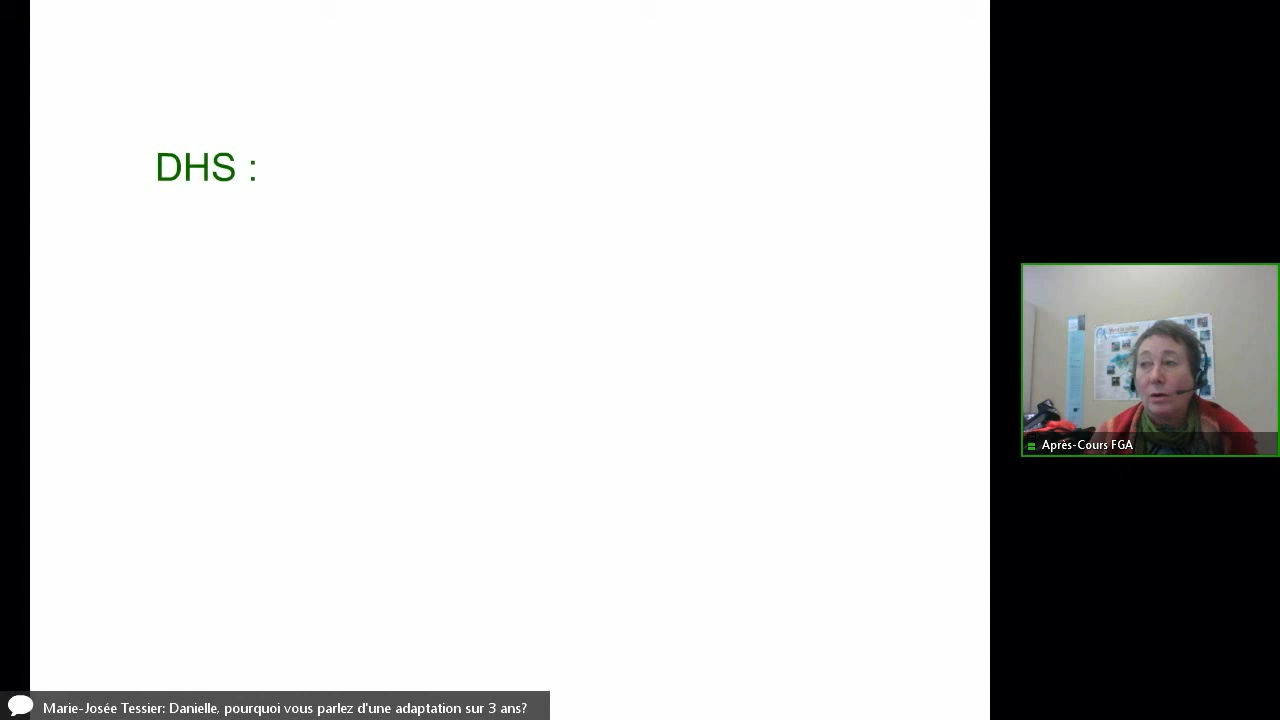 DHS :
Après-Cours FGA
Marie-Josée Tessier: Danielle, pourquoi vous parlez d'une adaptation sur 3 ans?